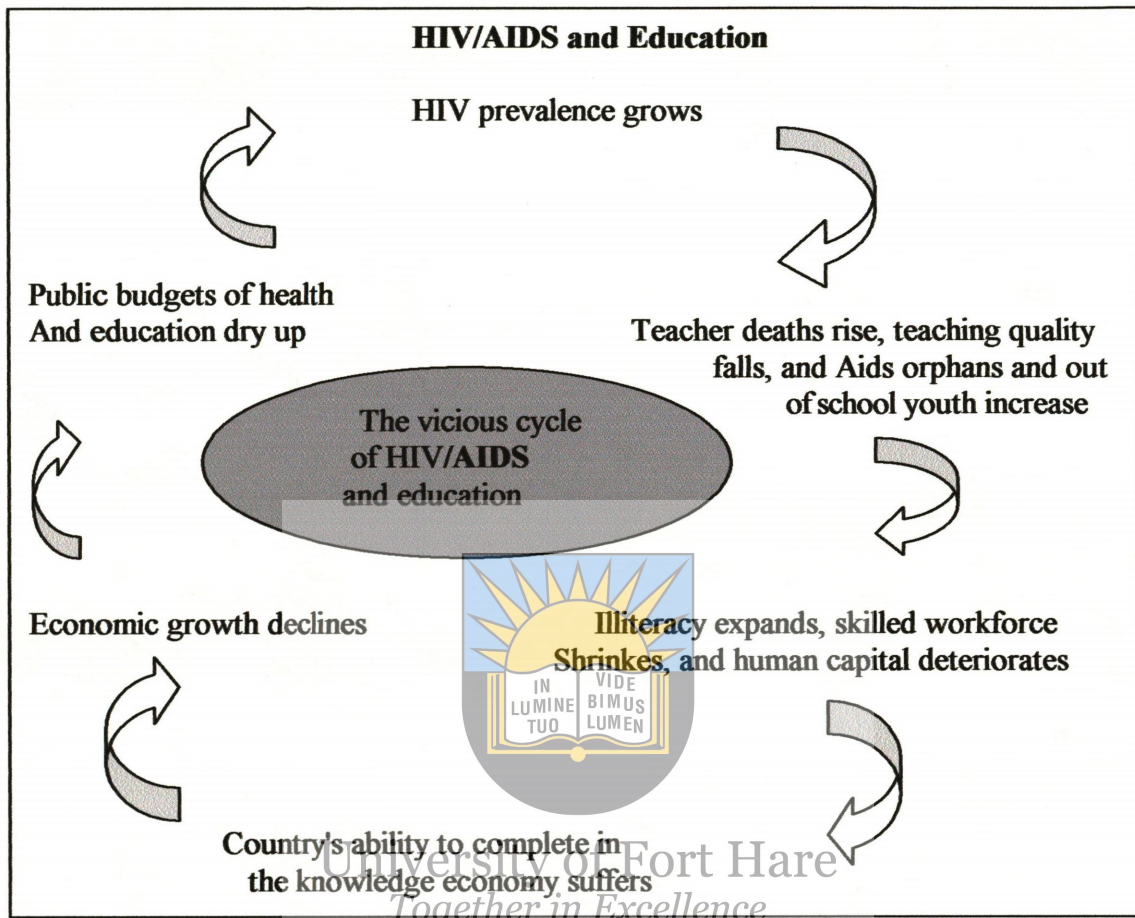 HIV/AIDS and Education
HIV prevalence grows
Public budgets of health
And education dry up
Teacher deaths rise, teaching quality
falls, and Aids orphans and out
of school youth increase
The vicious cycle
of HIV/AIDS
and education
Economic growth declines
Illiteracy expands, skilled workforce
Shrinkes, and human capital deteriorates
IN
LUMINE
TUO
VIDE
BIMUS
LUMEN
Country's ability to complete in
the knowledge economy suffers
University of Fort Hare
Together in Excellence